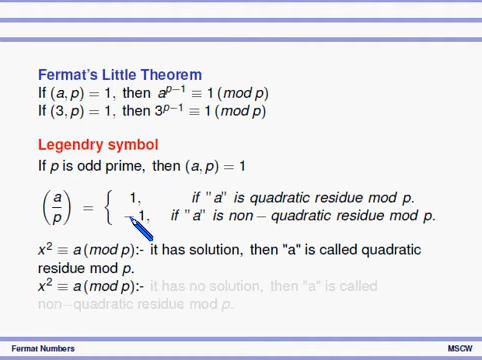 Fermat's Little Theorem
If (a, p) = 1, then a^{p−1} ≡ 1 (mod p)
If (3, p) = 1, then 3^{p−1} ≡ 1 (mod p)
Legendry symbol
If p is odd prime, then (a, p) = 1
(a/p) = { 1, if "a" is quadratic residue mod p.
−1, if "a" is non − quadratic residue mod p.
x² ≡ a (mod p):- it has solution, then "a" is called quadratic
residue mod p.
x² ≡ a (mod p):- it has no solution, then "a" is called
non−quadratic residue mod p.
Fermat Numbers MSCW